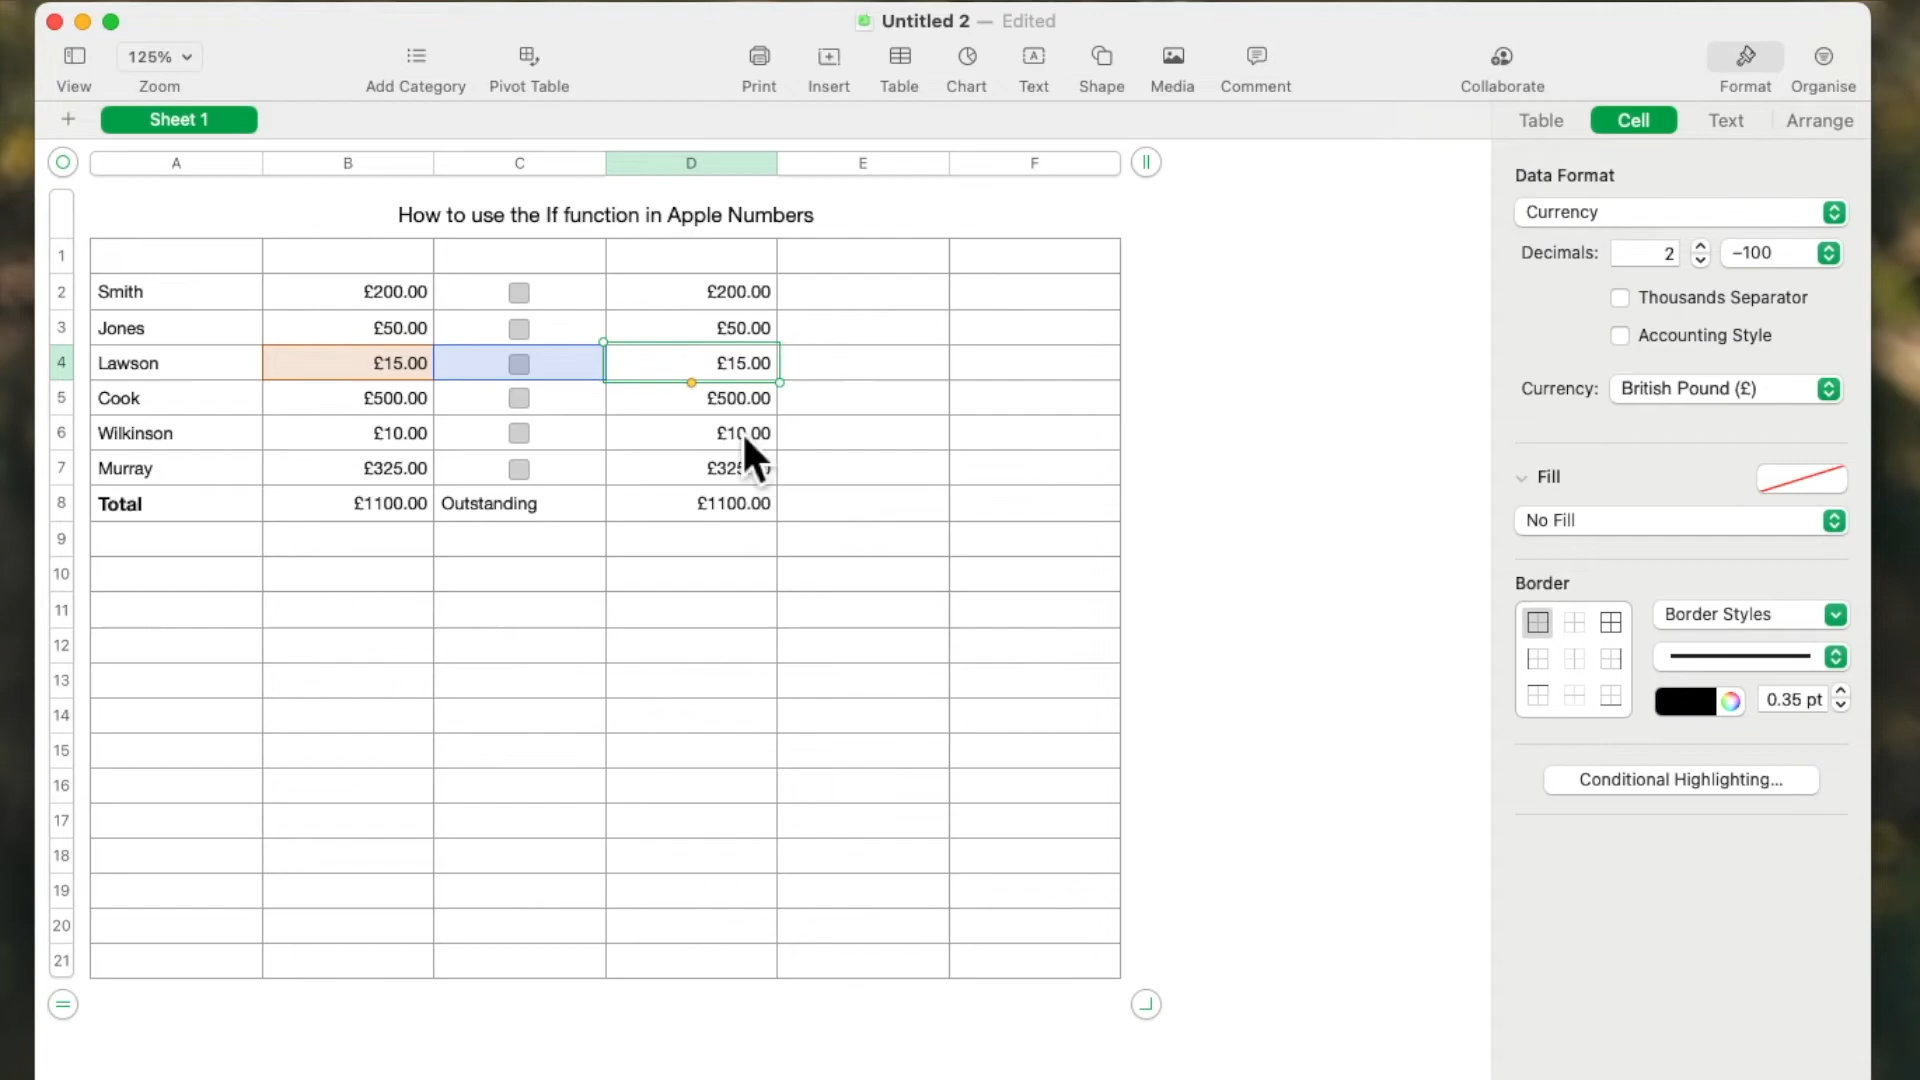 Untitled 2 — Edited
125%
View Zoom Add Category Pivot Table Print Insert Table Chart Text Shape Media Comment Collaborate Format Organise
+ Sheet 1 Table Cell Text Arrange
A B C D E F
How to use the If function in Apple Numbers
1
2 Smith £200.00 £200.00
3 Jones £50.00 £50.00
4 Lawson £15.00 £15.00
5 Cook £500.00 £500.00
6 Wilkinson £10.00 £10.00
7 Murray £325.00
8 Total £1100.00 Outstanding £1100.00
9
10
11
12
13
14
15
16
17
18
19
20
21
Data Format
Currency
Decimals: 2 –100
Thousands Separator
Accounting Style
Currency: British Pound (£)
Fill
No Fill
Border
Border Styles
0.35 pt
Conditional Highlighting...